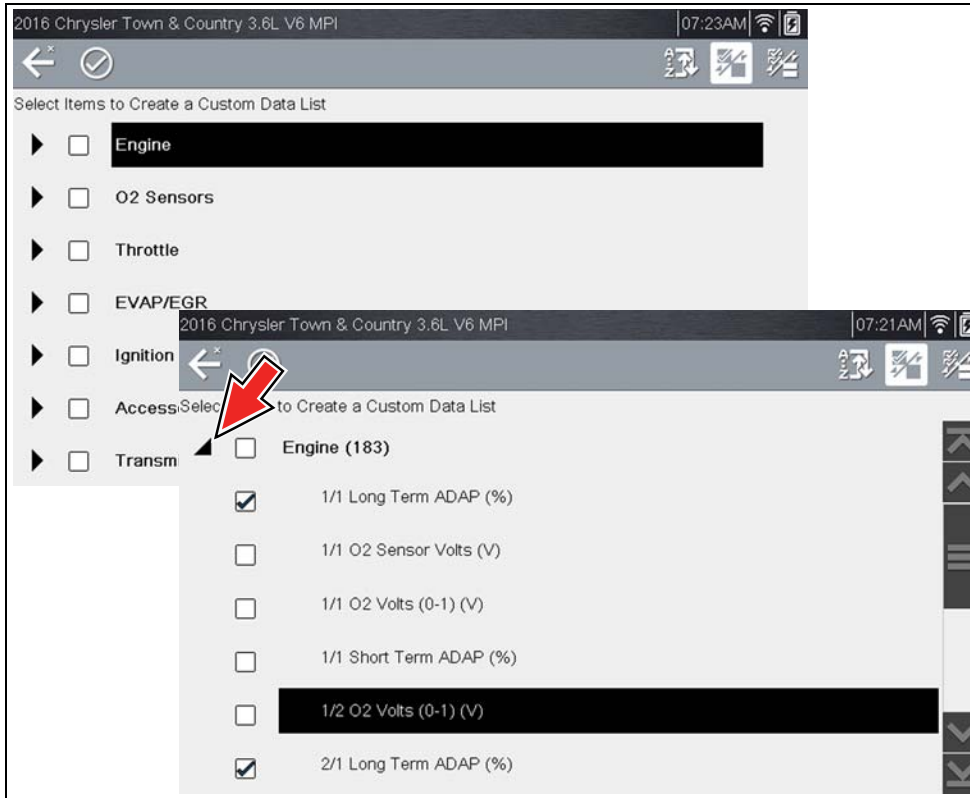 2016 Chrysler Town & Country 3.6L V6 MPI 07:23AM
A Z
Select Items to Create a Custom Data List
Engine
O2 Sensors
Throttle
EVAP/EGR
Ignition
Transm
2016 Chrysler Town & Country 3.6L V6 MPI 07:21AM
A Z
to Create a Custom Data List
Engine (183)
1/1 Long Term ADAP (%)
1/1 O2 Sensor Volts (V)
1/1 O2 Volts (0-1) (V)
1/1 Short Term ADAP (%)
1/2 O2 Volts (0-1) (V)
2/1 Long Term ADAP (%)